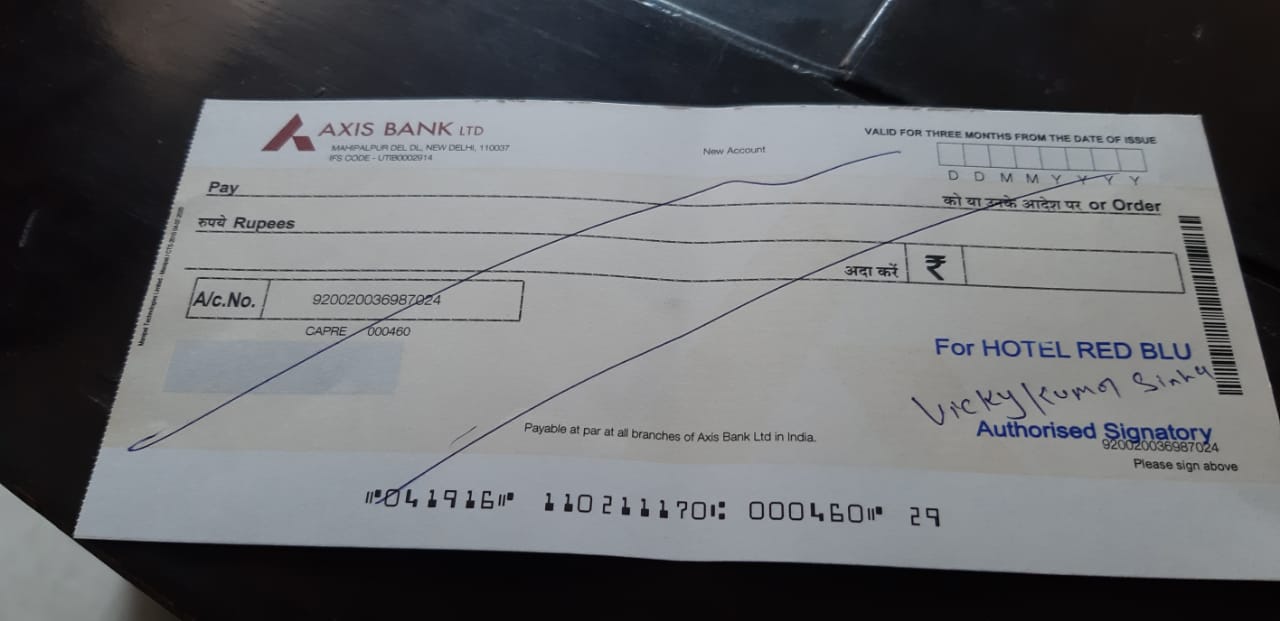 AXIS BANK LTD
MAHIPALPUR DEL DL, NEW DELHI, 110037
IFS CODE - UTIB0002914
New Account
VALID FOR THREE MONTHS FROM THE DATE OF ISSUE
D D M M Y Y Y Y
Pay
को या उनके आदेश पर or Order
रुपये Rupees
अदा करें ₹
A/c.No. 920020036987024
CAPRE 000460
For HOTEL RED BLU
Vicky Kumar Sinha
Authorised Signatory
920020036987024
Payable at par at all branches of Axis Bank Ltd in India.
Please sign above
⑈041916⑈ 110211170⑆ 000460⑈ 29